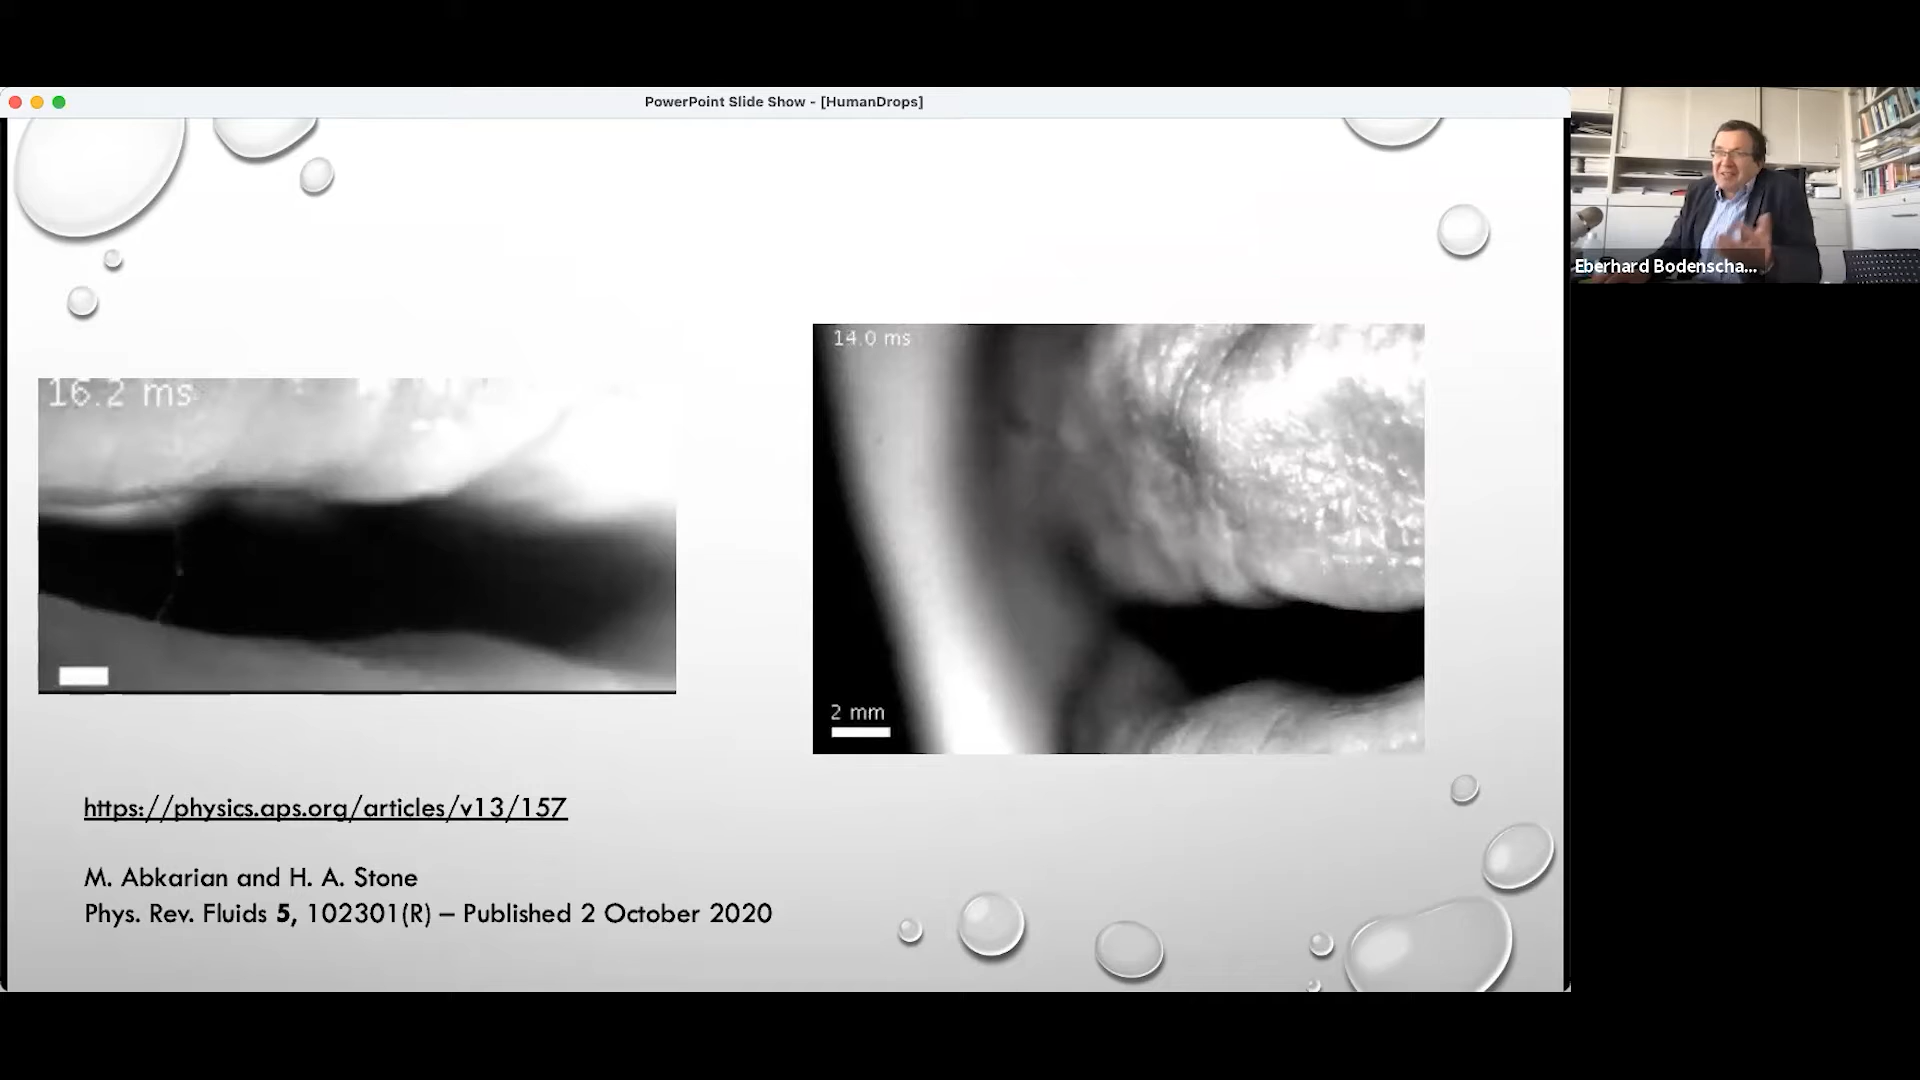 PowerPoint Slide Show - [HumanDrops]
Eberhard Bodenscha...
16.2 ms
14.0 ms
2 mm
https://physics.aps.org/articles/v13/157
M. Abkarian and H. A. Stone
Phys. Rev. Fluids 5, 102301(R) – Published 2 October 2020